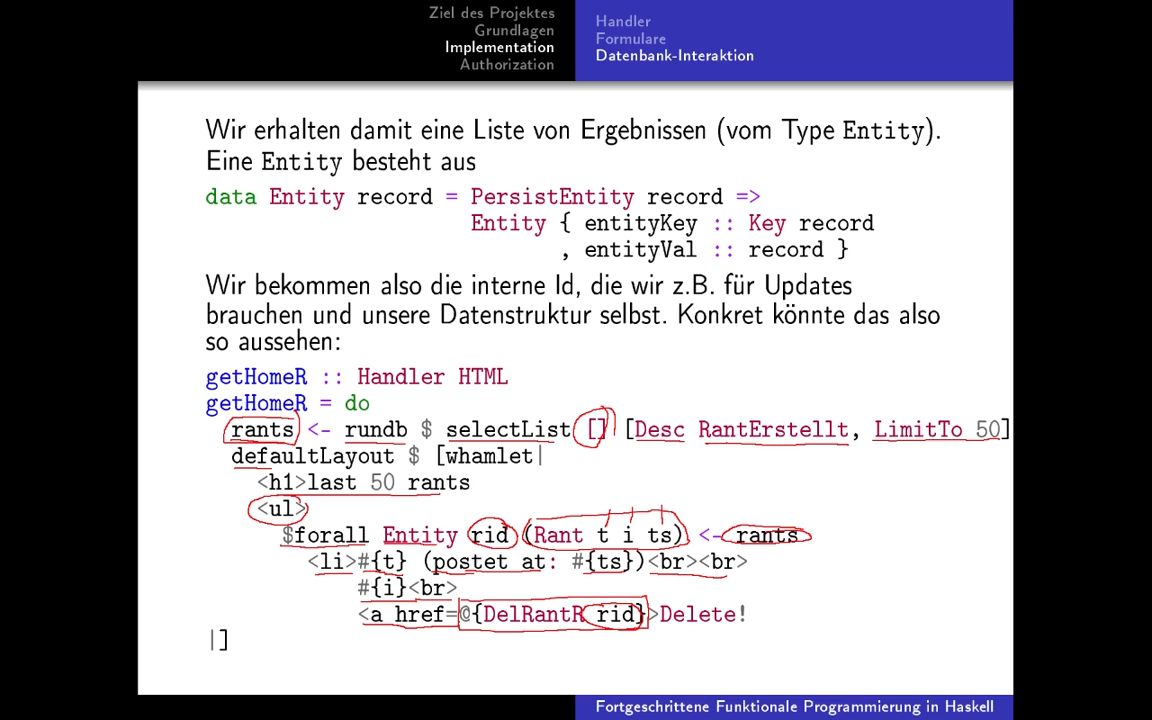 Ziel des Projektes
Grundlagen
Implementation
Authorization
Handler
Formulare
Datenbank-Interaktion
Wir erhalten damit eine Liste von Ergebnissen (vom Type Entity).
Eine Entity besteht aus
data Entity record = PersistEntity record =>
Entity { entityKey :: Key record
, entityVal :: record }
Wir bekommen also die interne Id, die wir z.B. für Updates
brauchen und unsere Datenstruktur selbst. Konkret könnte das also
so aussehen:
getHomeR :: Handler HTML
getHomeR = do
rants <- rundb $ selectList [] [Desc RantErstellt, LimitTo 50]
defaultLayout $ [whamlet|
<h1>last 50 rants
<ul>
$forall Entity rid (Rant t i ts) <- rants
<li>#{t} (postet at: #{ts})<br><br>
#{i}<br>
<a href=@{DelRantR rid}>Delete!
|]
Fortgeschrittene Funktionale Programmierung in Haskell